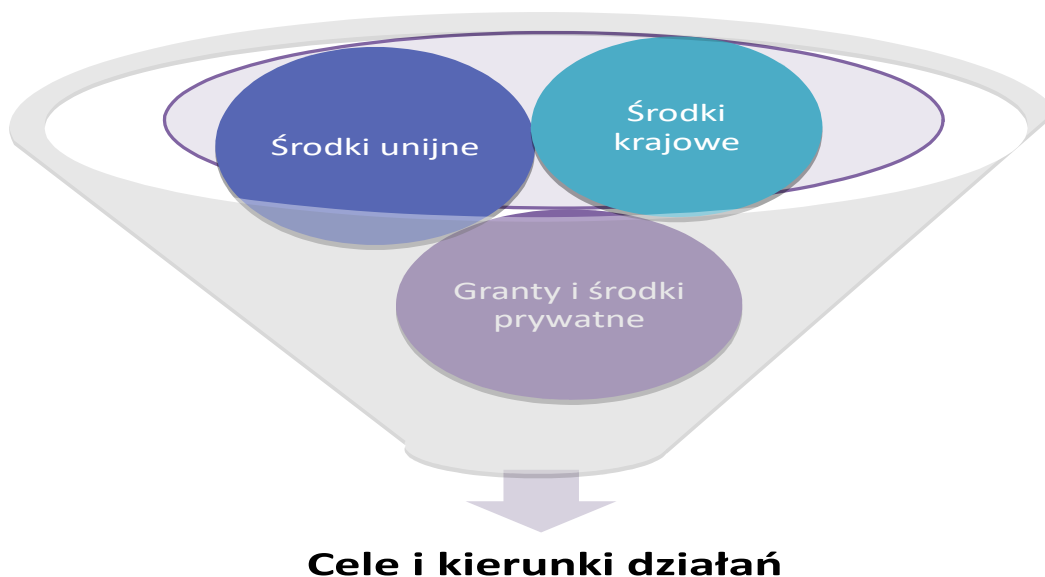 Środki unijne
Środki
krajowe
Granty i środki
prywatne
Cele i kierunki działań